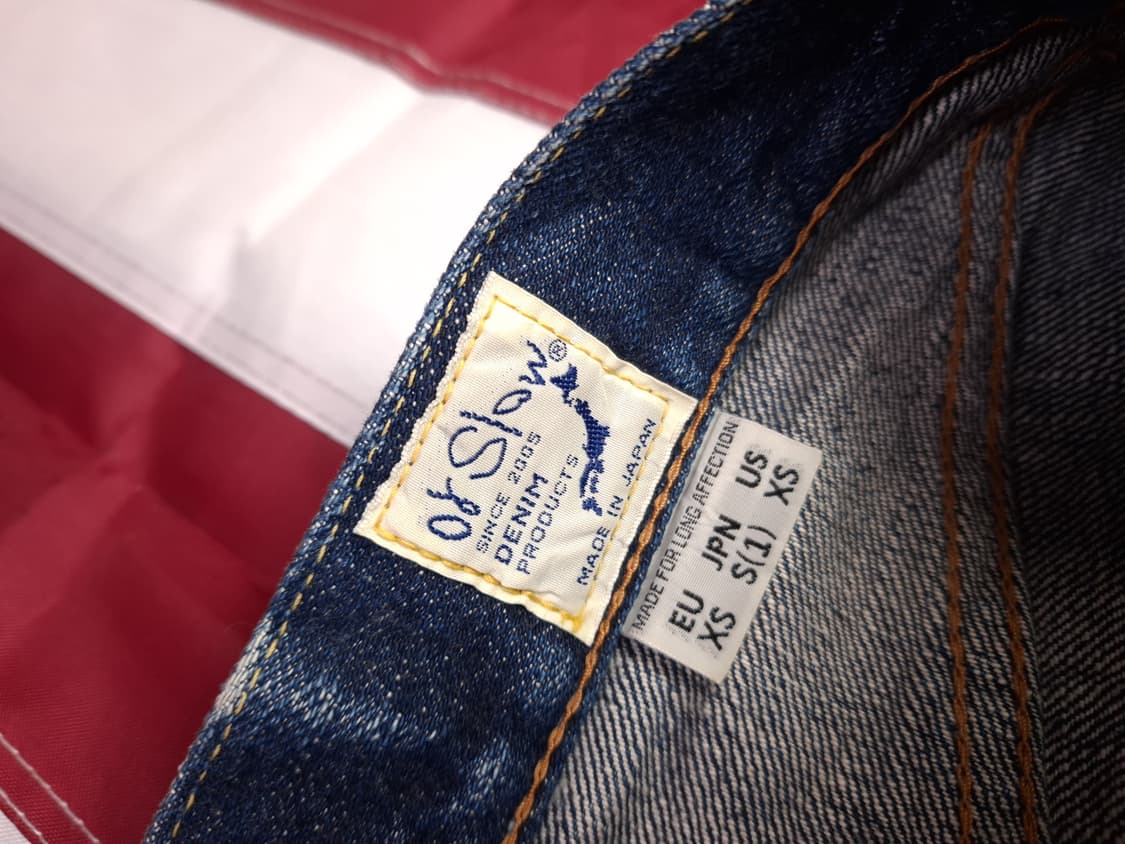 orSlow®
SINCE 2005
DENIM
PRODUCTS
MADE IN JAPAN
MADE FOR LONG AFFECTION
EU JPN US
XS S(1) XS